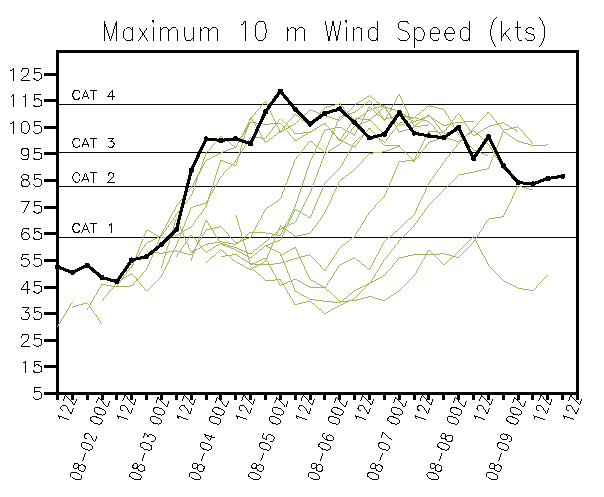 Maximum 10 m Wind Speed (kts)
125
115
105
95
85
75
65
55
45
35
25
15
5
CAT 4
CAT 3
CAT 2
CAT 1
12Z
08-02 00Z
12Z
08-03 00Z
12Z
08-04 00Z
12Z
08-05 00Z
12Z
08-06 00Z
12Z
08-07 00Z
12Z
08-08 00Z
12Z
08-09 00Z
12Z
12Z